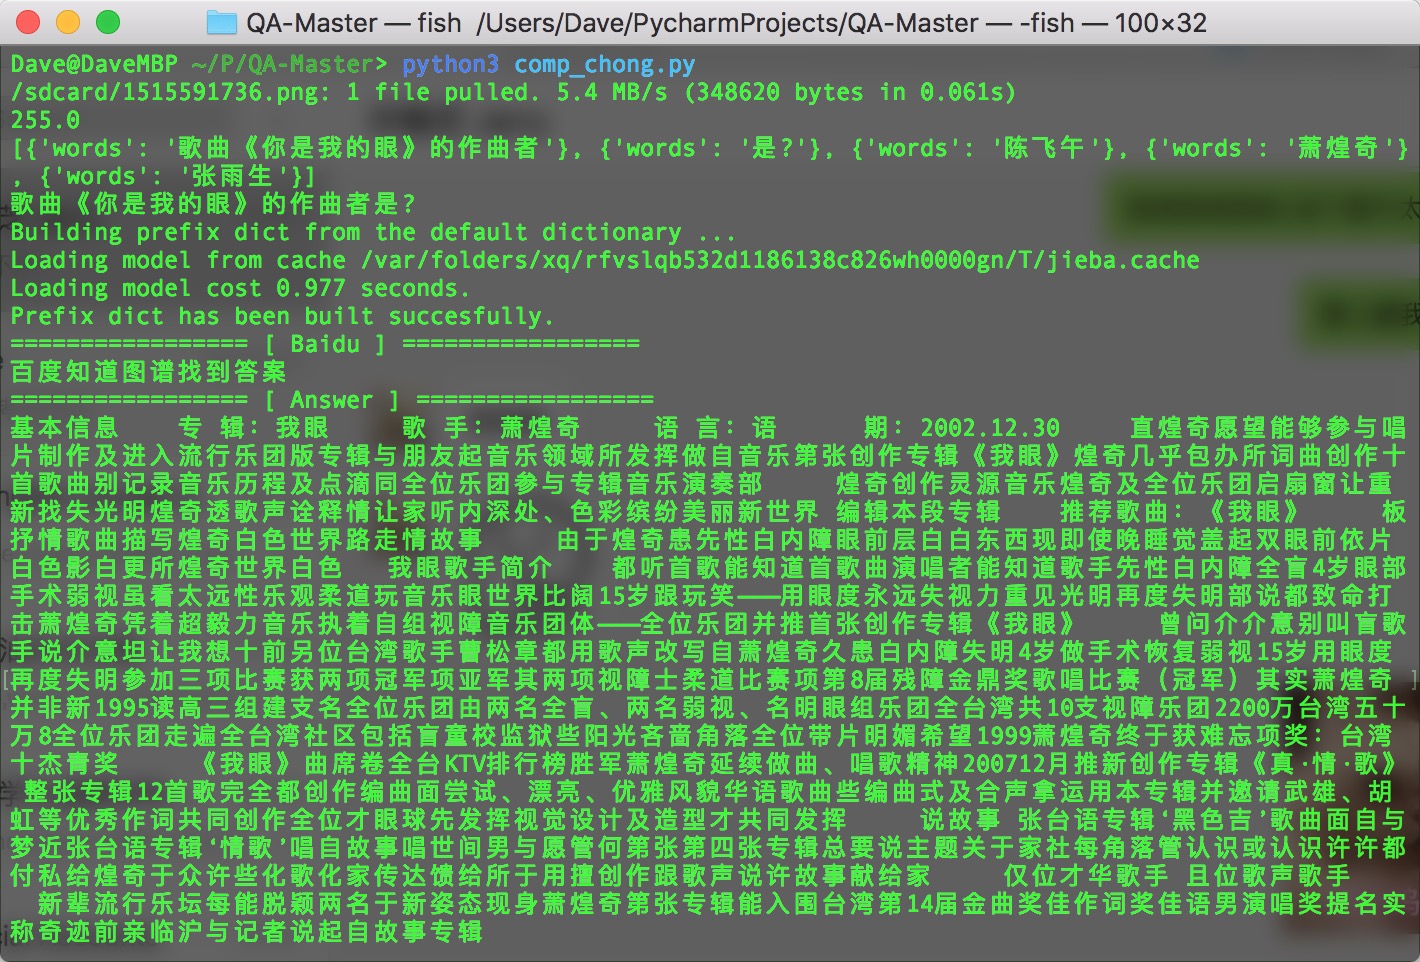 QA-Master — fish /Users/Dave/PycharmProjects/QA-Master — -fish — 100×32
Dave@DaveMBP ~/P/QA-Master> python3 comp_chong.py
/sdcard/1515591736.png: 1 file pulled. 5.4 MB/s (348620 bytes in 0.061s)
255.0
[{'words': '歌曲《你是我的眼》的作曲者'}, {'words': '是?'}, {'words': '陈飞午'}, {'words': '萧煌奇'}
, {'words': '张雨生'}]
歌曲《你是我的眼》的作曲者是?
Building prefix dict from the default dictionary ...
Loading model from cache /var/folders/xq/rfvslqb532d1186138c826wh0000gn/T/jieba.cache
Loading model cost 0.977 seconds.
Prefix dict has been built succesfully.
================= [ Baidu ] =================
百度知道图谱找到答案
================= [ Answer ] =================
基本信息 专 辑：我眼 歌 手：萧煌奇 语 言：语 期：2002.12.30 直煌奇愿望能够参与唱
片制作及进入流行乐团版专辑与朋友起音乐领域所发挥做自音乐第张创作专辑《我眼》煌奇几乎包办所词曲创作十
首歌曲别记录音乐历程及点滴同全位乐团参与专辑音乐演奏部 煌奇创作灵源音乐煌奇及全位乐团启扇窗让重
新找失光明煌奇透歌声诠释情让家听内深处、色彩缤纷美丽新世界 编辑本段专辑 推荐歌曲：《我眼》 板
抒情歌曲描写煌奇白色世界路走情故事 由于煌奇患先性白内障眼前层白白东西现即使晚睡觉盖起双眼前依片
白色影白更所煌奇世界白色 我眼歌手简介 都听首歌能知道首歌曲演唱者能知道歌手先性白内障全盲4岁眼部
手术弱视虽看太远性乐观柔道玩音乐眼世界比阔15岁跟玩笑——用眼度永远失视力重见光明再度失明部说都致命打
击萧煌奇凭着超毅力音乐执着自组视障音乐团体——全位乐团并推首张创作专辑《我眼》 曾问介介意别叫盲歌
手说介意坦让我想十前另位台湾歌手曹松章都用歌声改写自萧煌奇久患白内障失明4岁做手术恢复弱视15岁用眼度
再度失明参加三项比赛获两项冠军项亚军其两项视障士柔道比赛项第8届残障金鼎奖歌唱比赛（冠军）其实萧煌奇
并非新1995读高三组建支名全位乐团由两名全盲、两名弱视、名明眼组乐团全台湾共10支视障乐团2200万台湾五十
万8全位乐团走遍全台湾社区包括盲童校监狱些阳光吝啬角落全位带片明媚希望1999萧煌奇终于获难忘项奖：台湾
十杰青奖 《我眼》曲席卷全台KTV排行榜胜军萧煌奇延续做曲、唱歌精神200712月推新创作专辑《真·情·歌》
整张专辑12首歌完全都创作编曲面尝试、漂亮、优雅风貌华语歌曲些编曲式及合声拿运用本专辑并邀请武雄、胡
虹等优秀作词共同创作全位才眼球先发挥视觉设计及造型才共同发挥 说故事 张台语专辑‘黑色吉’歌曲面自与
梦近张台语专辑‘情歌’唱自故事唱世间男与愿管何第张第四张专辑总要说主题关于家社每角落管认识或认识许许都
付私给煌奇于众许些化歌化家传达馈给所于用擅创作跟歌声说许故事献给家 仅位才华歌手 且位歌声歌手
新辈流行乐坛每能脱颖两名于新姿态现身萧煌奇第张专辑能入围台湾第14届金曲奖佳作词奖佳语男演唱奖提名实
称奇迹前亲临沪与记者说起自故事专辑